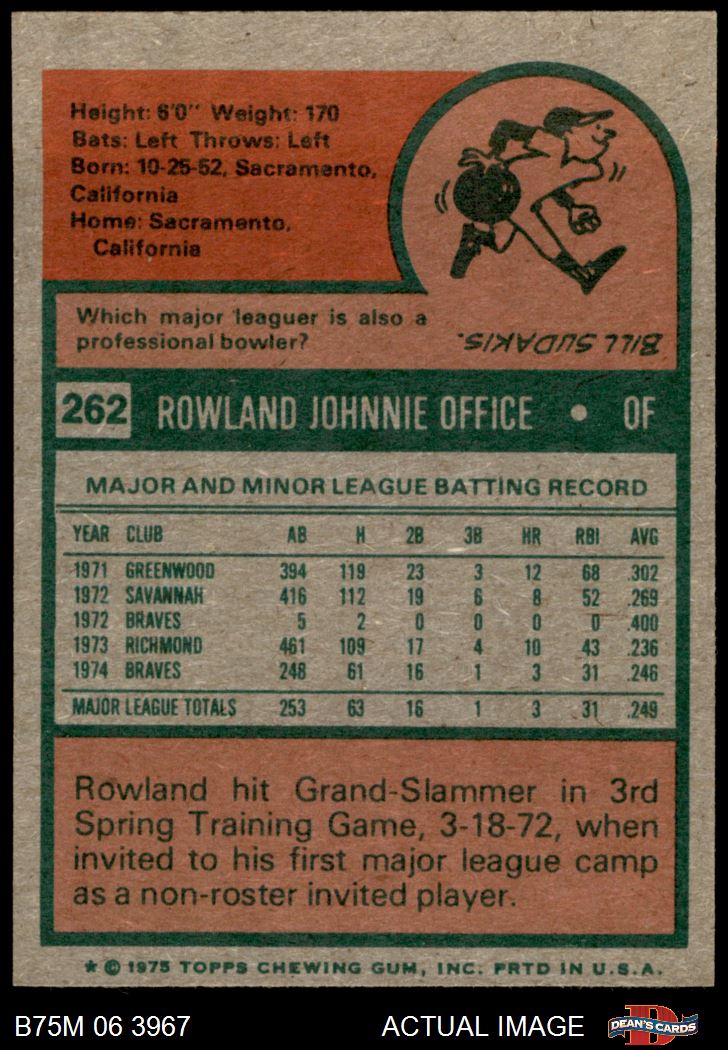 Height: 6'0" Weight: 170
Bats: Left Throws: Left
Born: 10-25-52, Sacramento,
California
Home: Sacramento,
California
Which major leaguer is also a
professional bowler?
BILL SUDAKIS.
262 ROWLAND JOHNNIE OFFICE • OF
MAJOR AND MINOR LEAGUE BATTING RECORD
YEAR CLUB AB H 2B 3B HR RBI AVG
1971 GREENWOOD 394 119 23 3 12 68 .302
1972 SAVANNAH 416 112 19 6 8 52 .269
1972 BRAVES 5 2 0 0 0 0 .400
1973 RICHMOND 461 109 17 4 10 43 .236
1974 BRAVES 248 61 16 1 3 31 .246
MAJOR LEAGUE TOTALS 253 63 16 1 3 31 .249
Rowland hit Grand-Slammer in 3rd
Spring Training Game, 3-18-72, when
invited to his first major league camp
as a non-roster invited player.
* © 1975 TOPPS CHEWING GUM, INC. PRTD IN U.S.A.
B75M 06 3967 ACTUAL IMAGE D DEAN'S CARDS